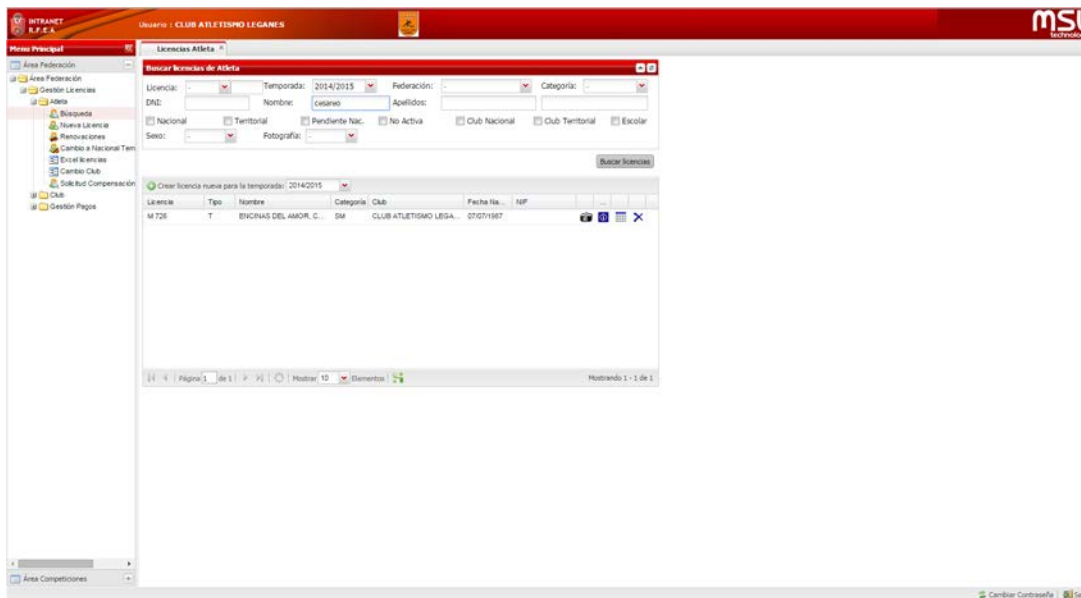 INTRANET
R.F.E.A.
Usuario : CLUB ATLETISMO LEGANES
technolog
Menu Principal
Licencias Atleta
Área Federación
Área Federación
Gestión Licencias
Atleta
Búsqueda
Nueva Licencia
Renovaciones
Cambio a Nacional Tem
Excel licencias
Cambio Club
Solicitud Compensación
Club
Gestión Pagos
Buscar licencias de Atleta
Licencia: - Temporada: 2014/2015 Federación: - Categoría: -
DNI: Nombre: cesareo Apellidos:
Nacional Territorial Pendiente Nac. No Activa Club Nacional Club Territorial Escolar
Sexo: - Fotografía: -
Buscar licencias
Crear licencia nueva para la temporada: 2014/2015
Licencia Tipo Nombre Categoría Club Fecha Na... NIF ...
M 726 T ENCINAS DEL AMOR, C... SM CLUB ATLETISMO LEGA... 07/07/1987
Página 1 de 1 Mostrar 10 Elementos Mostrando 1 - 1 de 1
Área Competiciones
Cambiar Contraseña